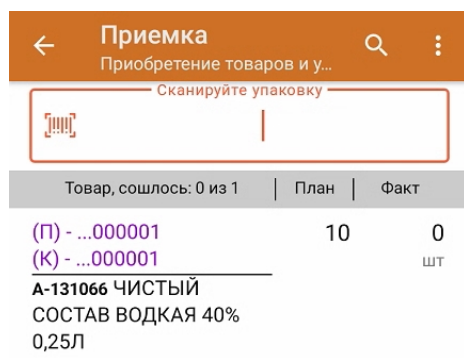 Приемка
Приобретение товаров и у...
Сканируйте упаковку
Товар, сошлось: 0 из 1 | План | Факт
(П) - ...000001 10 0
(К) - ...000001 шт
А-131066 ЧИСТЫЙ
СОСТАВ ВОДКАЯ 40%
0,25Л